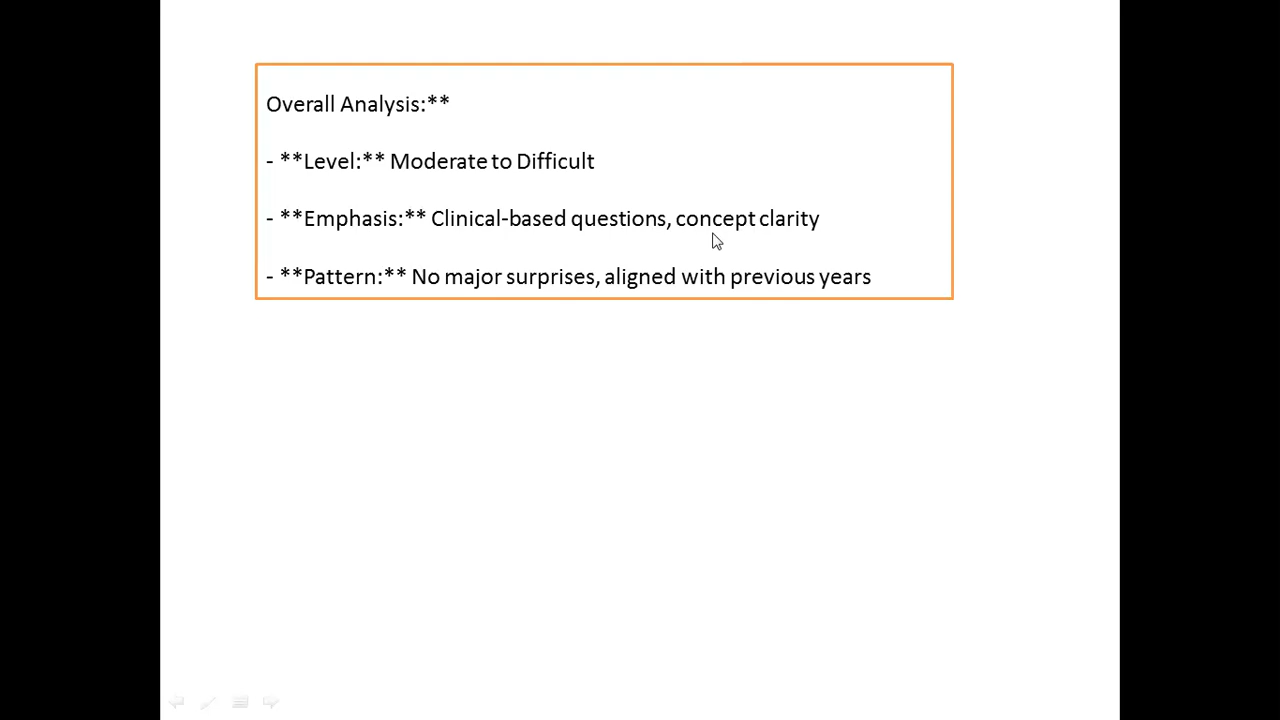 Overall Analysis:**
- **Level:** Moderate to Difficult
- **Emphasis:** Clinical-based questions, concept clarity
- **Pattern:** No major surprises, aligned with previous years